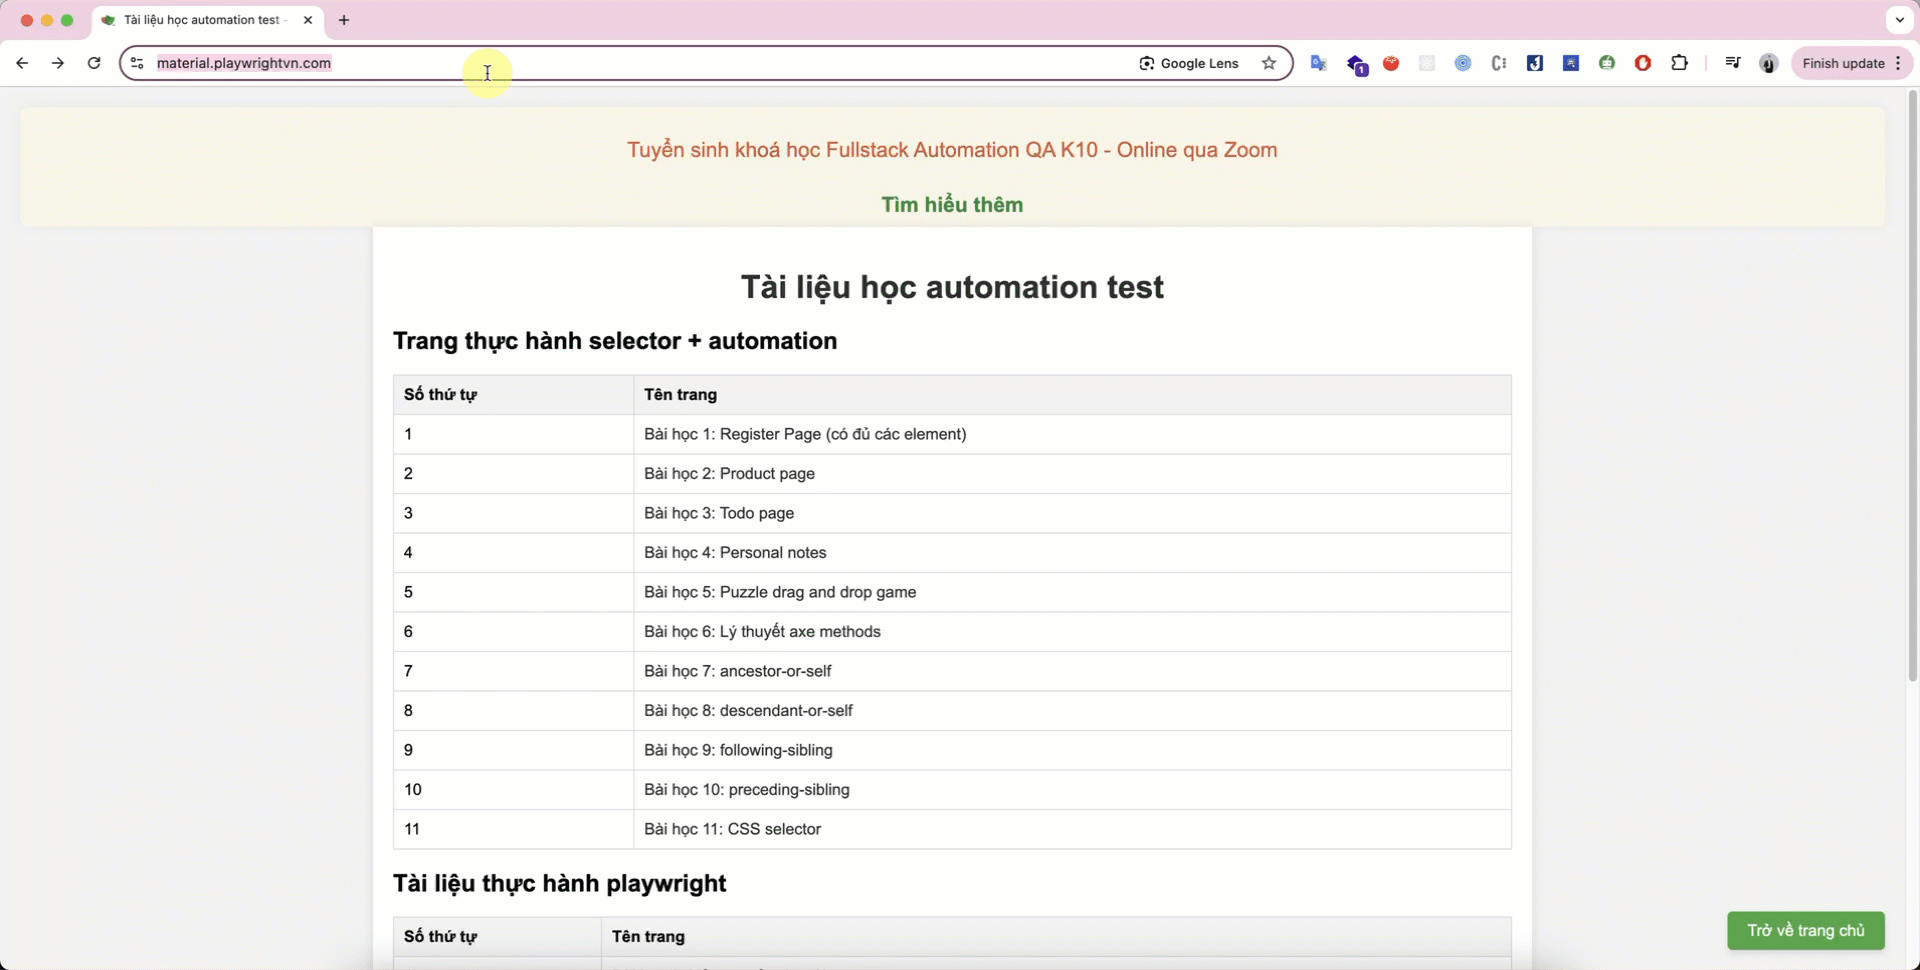 Tài liệu học automation test -
material.playwrightvn.com
Google Lens
1
Finish update
Tuyển sinh khoá học Fullstack Automation QA K10 - Online qua Zoom
Tìm hiểu thêm
Tài liệu học automation test
Trang thực hành selector + automation
Số thứ tự Tên trang
1 Bài học 1: Register Page (có đủ các element)
2 Bài học 2: Product page
3 Bài học 3: Todo page
4 Bài học 4: Personal notes
5 Bài học 5: Puzzle drag and drop game
6 Bài học 6: Lý thuyết axe methods
7 Bài học 7: ancestor-or-self
8 Bài học 8: descendant-or-self
9 Bài học 9: following-sibling
10 Bài học 10: preceding-sibling
11 Bài học 11: CSS selector
Tài liệu thực hành playwright
Số thứ tự Tên trang
Trở về trang chủ